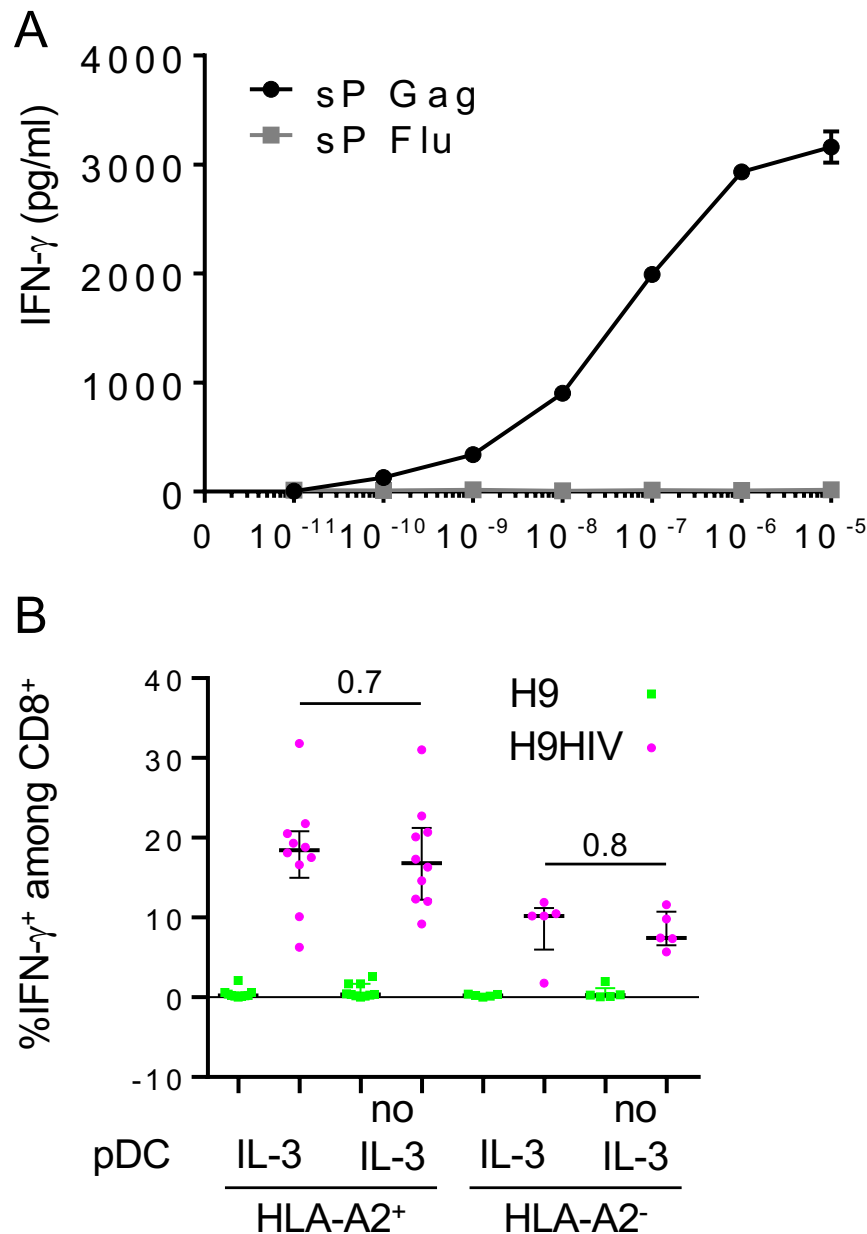 A
4000
3000
2000
1000
0
IFN-γ (pg/ml)
sP Gag
sP Flu
0 10⁻¹¹ 10⁻¹⁰ 10⁻⁹ 10⁻⁸ 10⁻⁷ 10⁻⁶ 10⁻⁵
B
%IFN-γ⁺ among CD8⁺
40
30
20
10
0
-10
0.7
H9
H9HIV
0.8
no no
pDC IL-3 IL-3 IL-3 IL-3
HLA-A2⁺ HLA-A2⁻